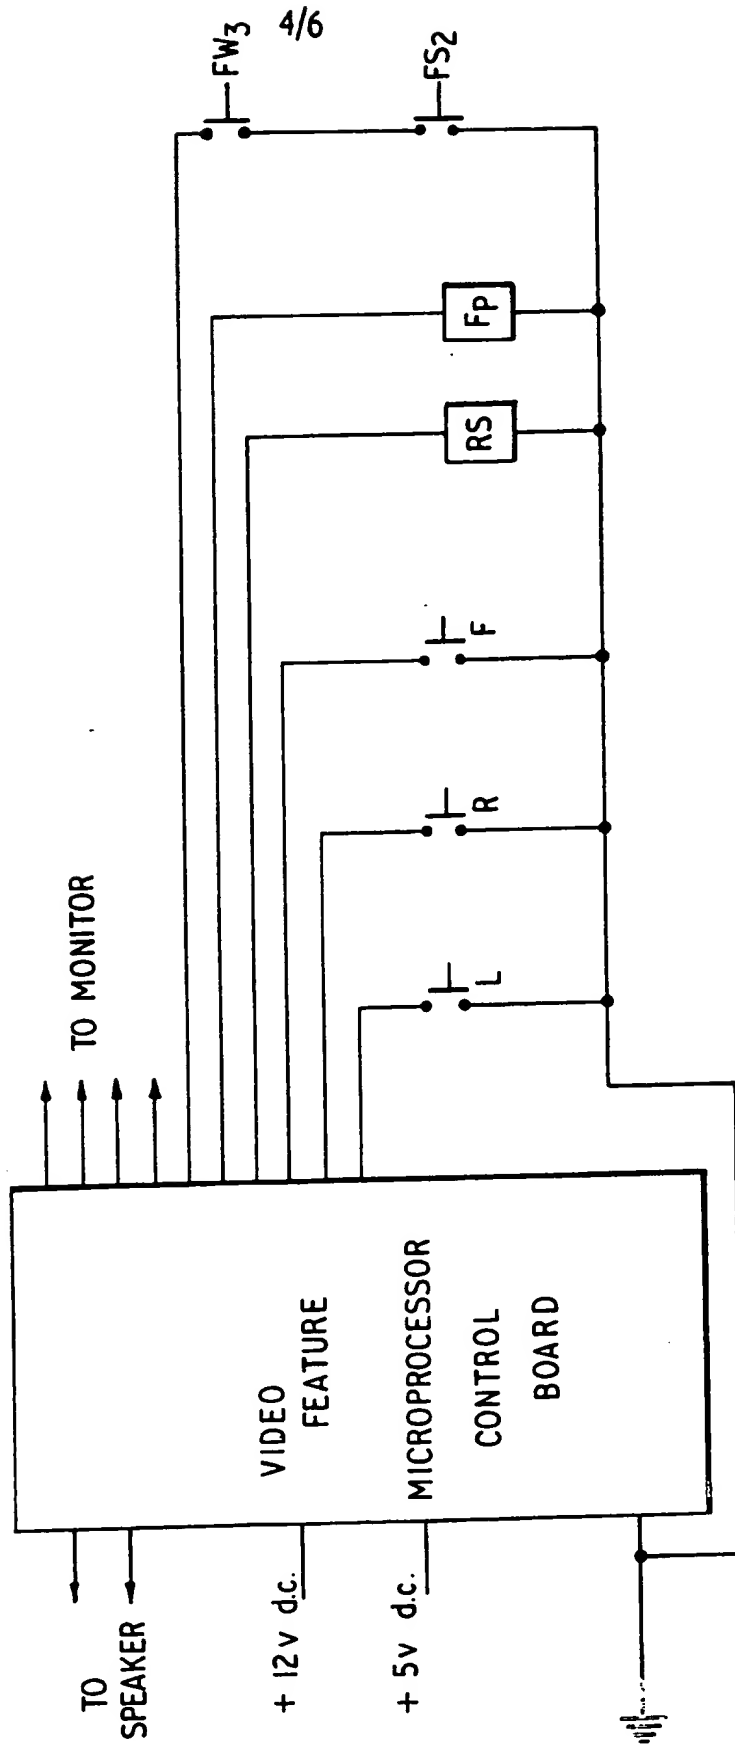 4/6
FW3
FS2
TO MONITOR
FP
RS
F
R
L
VIDEO
FEATURE
MICROPROCESSOR
CONTROL
BOARD
TO
SPEAKER
+ 12v d.c.
+ 5v d.c.